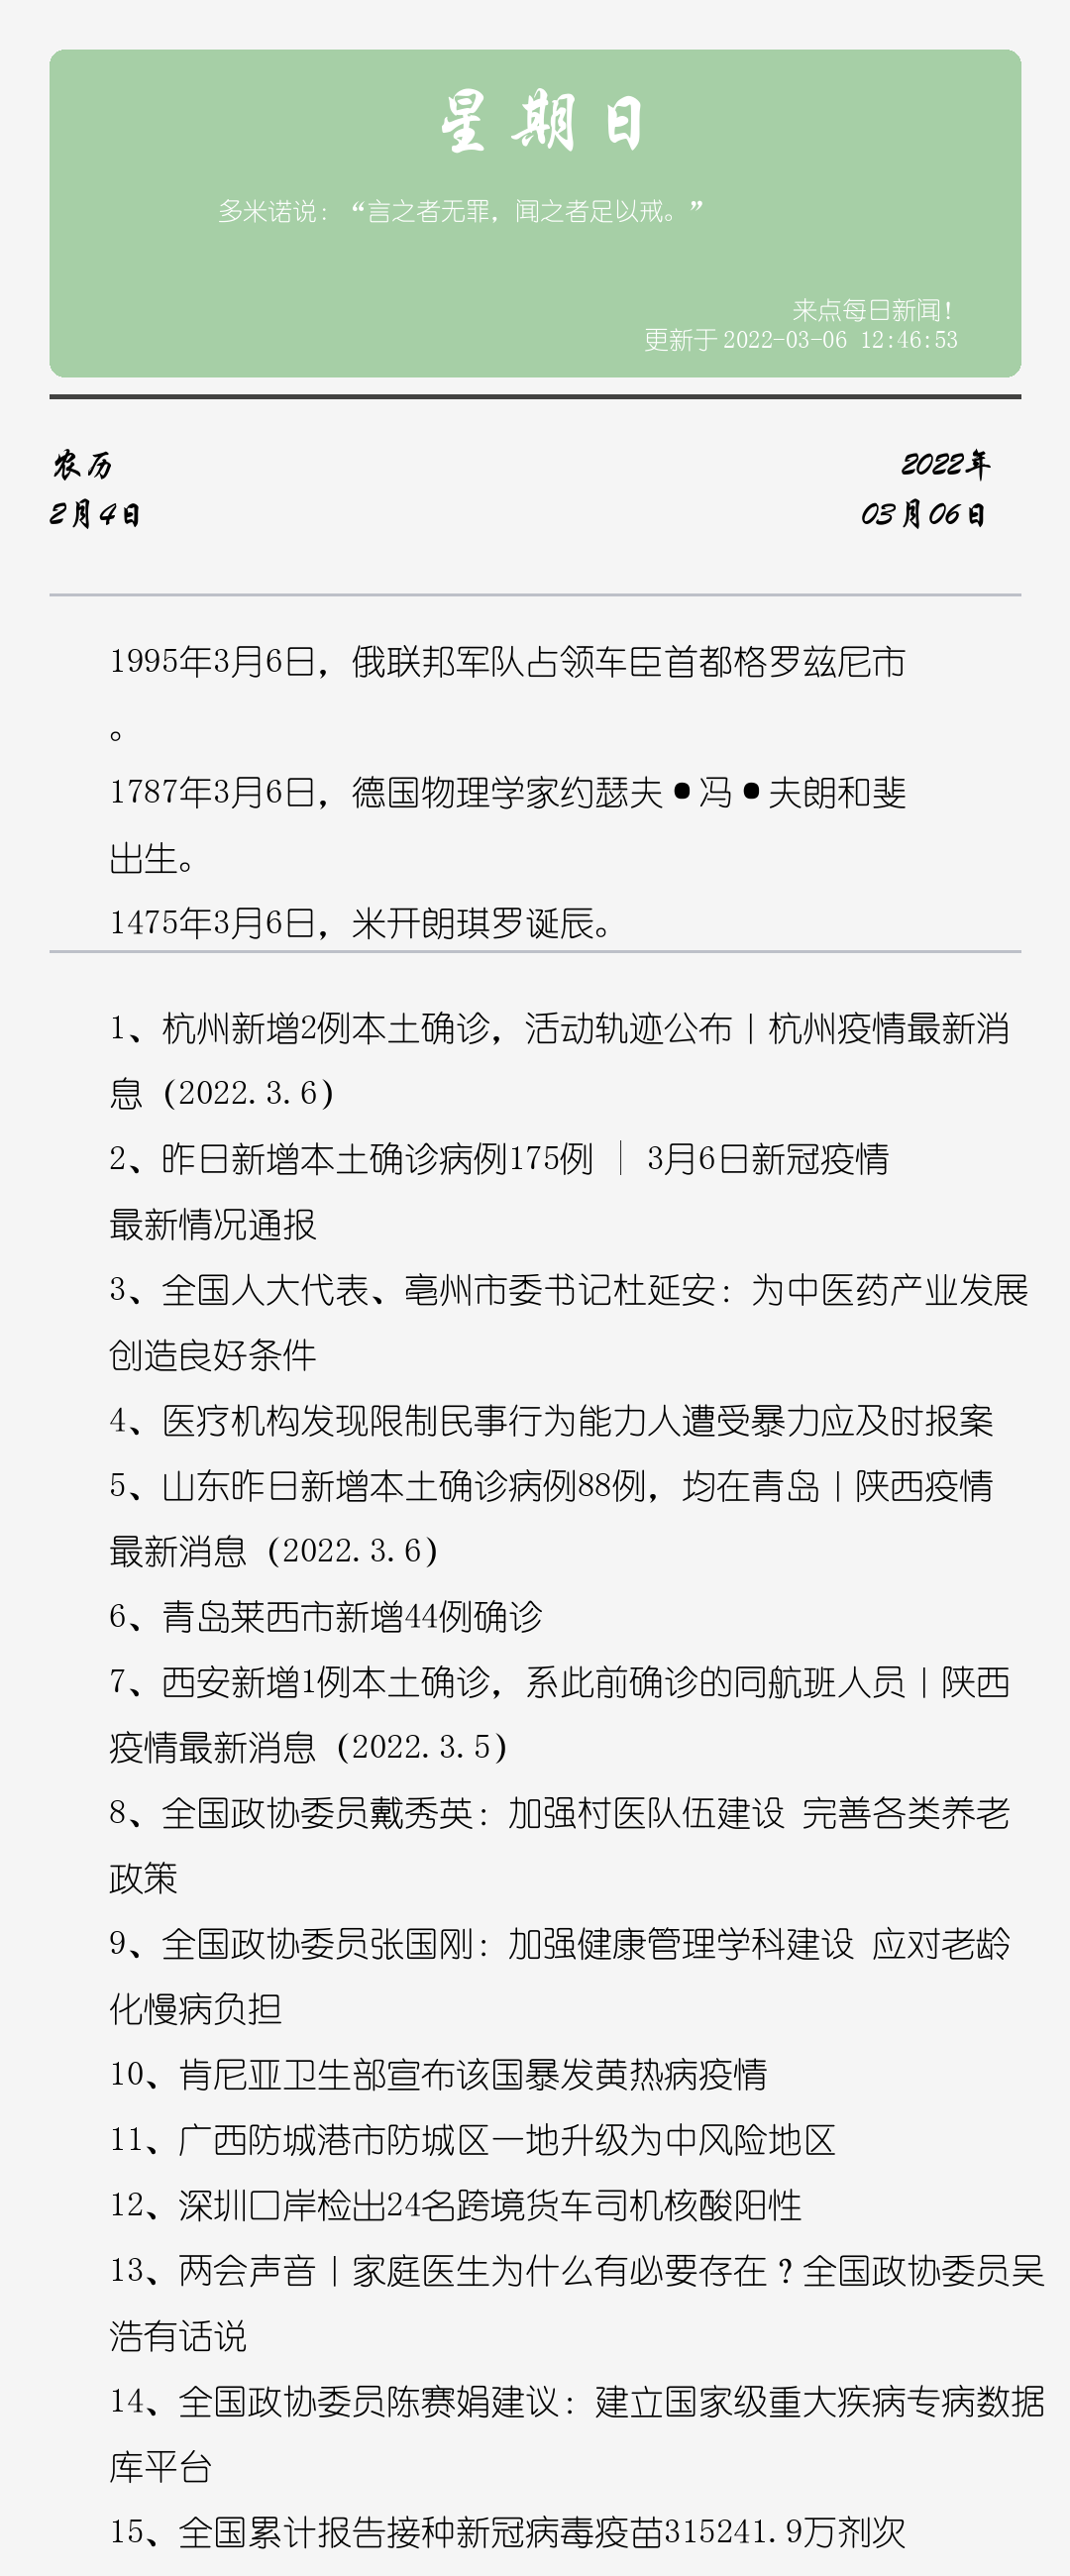 星期日
多米诺说：“言之者无罪，闻之者足以戒。”
来点每日新闻！
更新于 2022-03-06 12:46:53
农历
2022年
2月4日
03月06日
1995年3月6日，俄联邦军队占领车臣首都格罗兹尼市
。
1787年3月6日，德国物理学家约瑟夫•冯•夫朗和斐
出生。
1475年3月6日，米开朗琪罗诞辰。
1、杭州新增2例本土确诊，活动轨迹公布丨杭州疫情最新消
息（2022.3.6）
2、昨日新增本土确诊病例175例 ｜ 3月6日新冠疫情
最新情况通报
3、全国人大代表、亳州市委书记杜延安：为中医药产业发展
创造良好条件
4、医疗机构发现限制民事行为能力人遭受暴力应及时报案
5、山东昨日新增本土确诊病例88例，均在青岛丨陕西疫情
最新消息（2022.3.6）
6、青岛莱西市新增44例确诊
7、西安新增1例本土确诊，系此前确诊的同航班人员丨陕西
疫情最新消息（2022.3.5）
8、全国政协委员戴秀英：加强村医队伍建设 完善各类养老
政策
9、全国政协委员张国刚：加强健康管理学科建设 应对老龄
化慢病负担
10、肯尼亚卫生部宣布该国暴发黄热病疫情
11、广西防城港市防城区一地升级为中风险地区
12、深圳口岸检出24名跨境货车司机核酸阳性
13、两会声音丨家庭医生为什么有必要存在？全国政协委员吴
浩有话说
14、全国政协委员陈赛娟建议：建立国家级重大疾病专病数据
库平台
15、全国累计报告接种新冠病毒疫苗315241.9万剂次